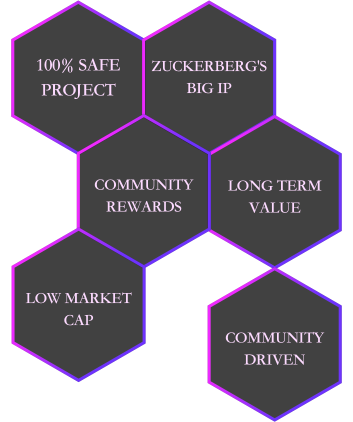 100% SAFE
PROJECT
ZUCKERBERG'S
BIG IP
COMMUNITY
REWARDS
LONG TERM
VALUE
LOW MARKET
CAP
COMMUNITY
DRIVEN